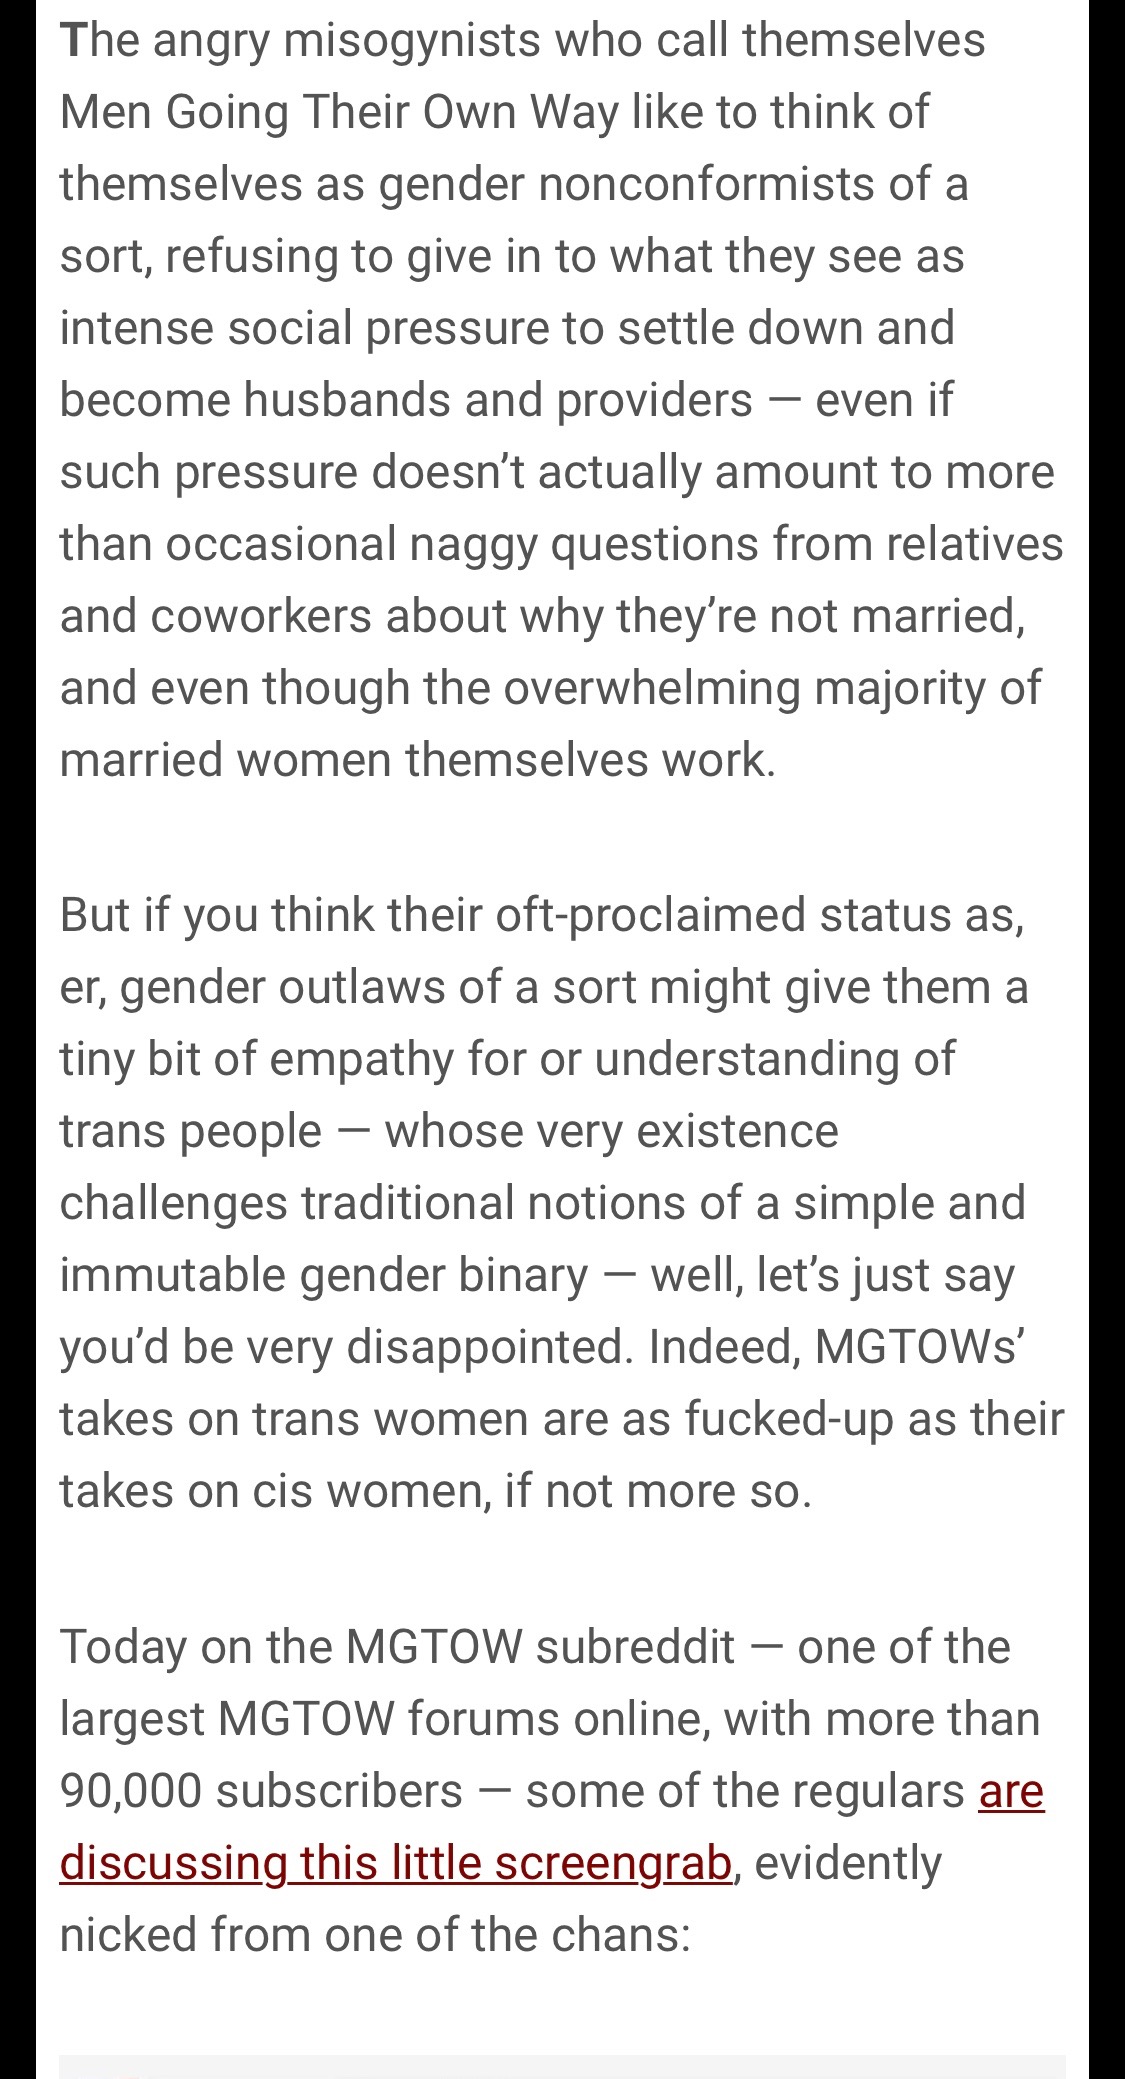 The angry misogynists who call themselves
Men Going Their Own Way like to think of
themselves as gender nonconformists of a
sort, refusing to give in to what they see as
intense social pressure to settle down and
become husbands and providers — even if
such pressure doesn’t actually amount to more
than occasional naggy questions from relatives
and coworkers about why they’re not married,
and even though the overwhelming majority of
married women themselves work.
But if you think their oft-proclaimed status as,
er, gender outlaws of a sort might give them a
tiny bit of empathy for or understanding of
trans people — whose very existence
challenges traditional notions of a simple and
immutable gender binary — well, let’s just say
you’d be very disappointed. Indeed, MGTOWs’
takes on trans women are as fucked-up as their
takes on cis women, if not more so.
Today on the MGTOW subreddit — one of the
largest MGTOW forums online, with more than
90,000 subscribers — some of the regulars are
discussing this little screengrab, evidently
nicked from one of the chans: